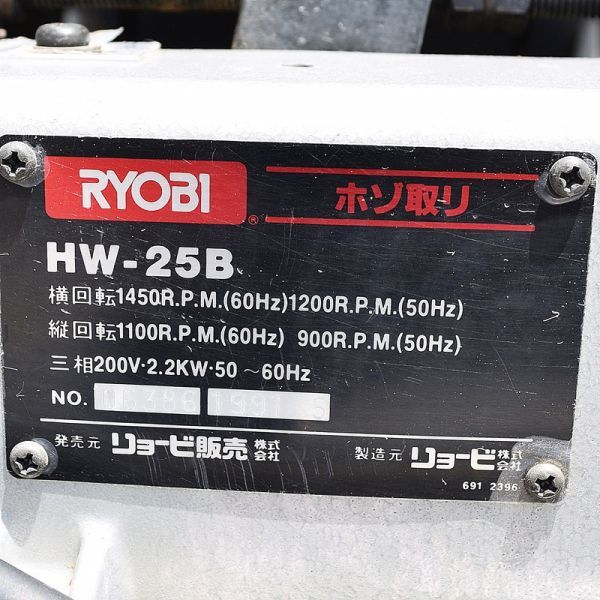 RYOBI® ホゾ取リ
HW-25B
横回転1450R.P.M.(60Hz)1200R.P.M.(50Hz)
縦回転1100R.P.M.(60Hz) 900R.P.M.(50Hz)
三相200V·2.2KW·50~60Hz
NO. 1991 5
発売元 リョービ販売株式会社 製造元 リョービ株式会社
691 2396